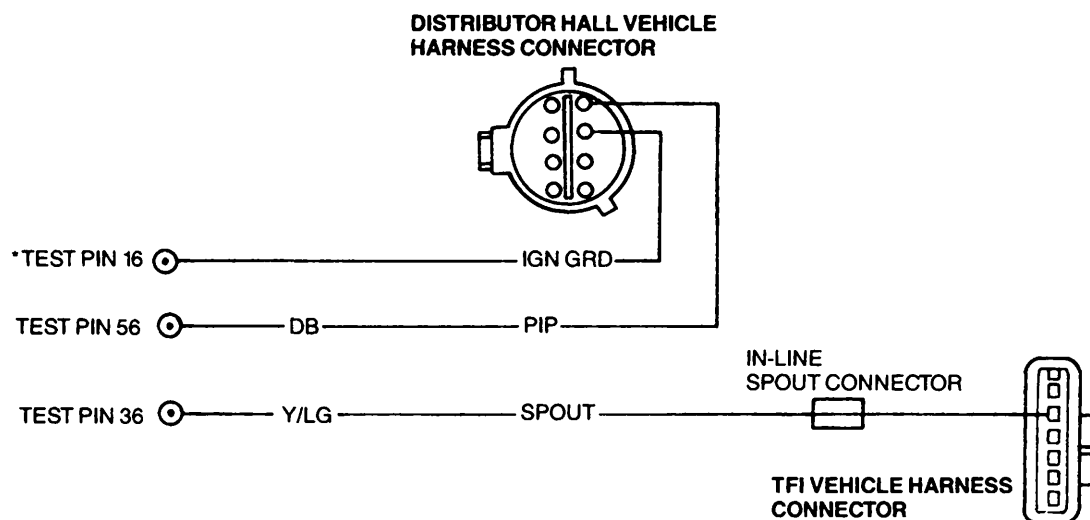 DISTRIBUTOR HALL VEHICLE
HARNESS CONNECTOR
*TEST PIN 16
IGN GRD
TEST PIN 56
DB
PIP
IN-LINE
SPOUT CONNECTOR
TEST PIN 36
Y/LG
SPOUT
TFI VEHICLE HARNESS
CONNECTOR